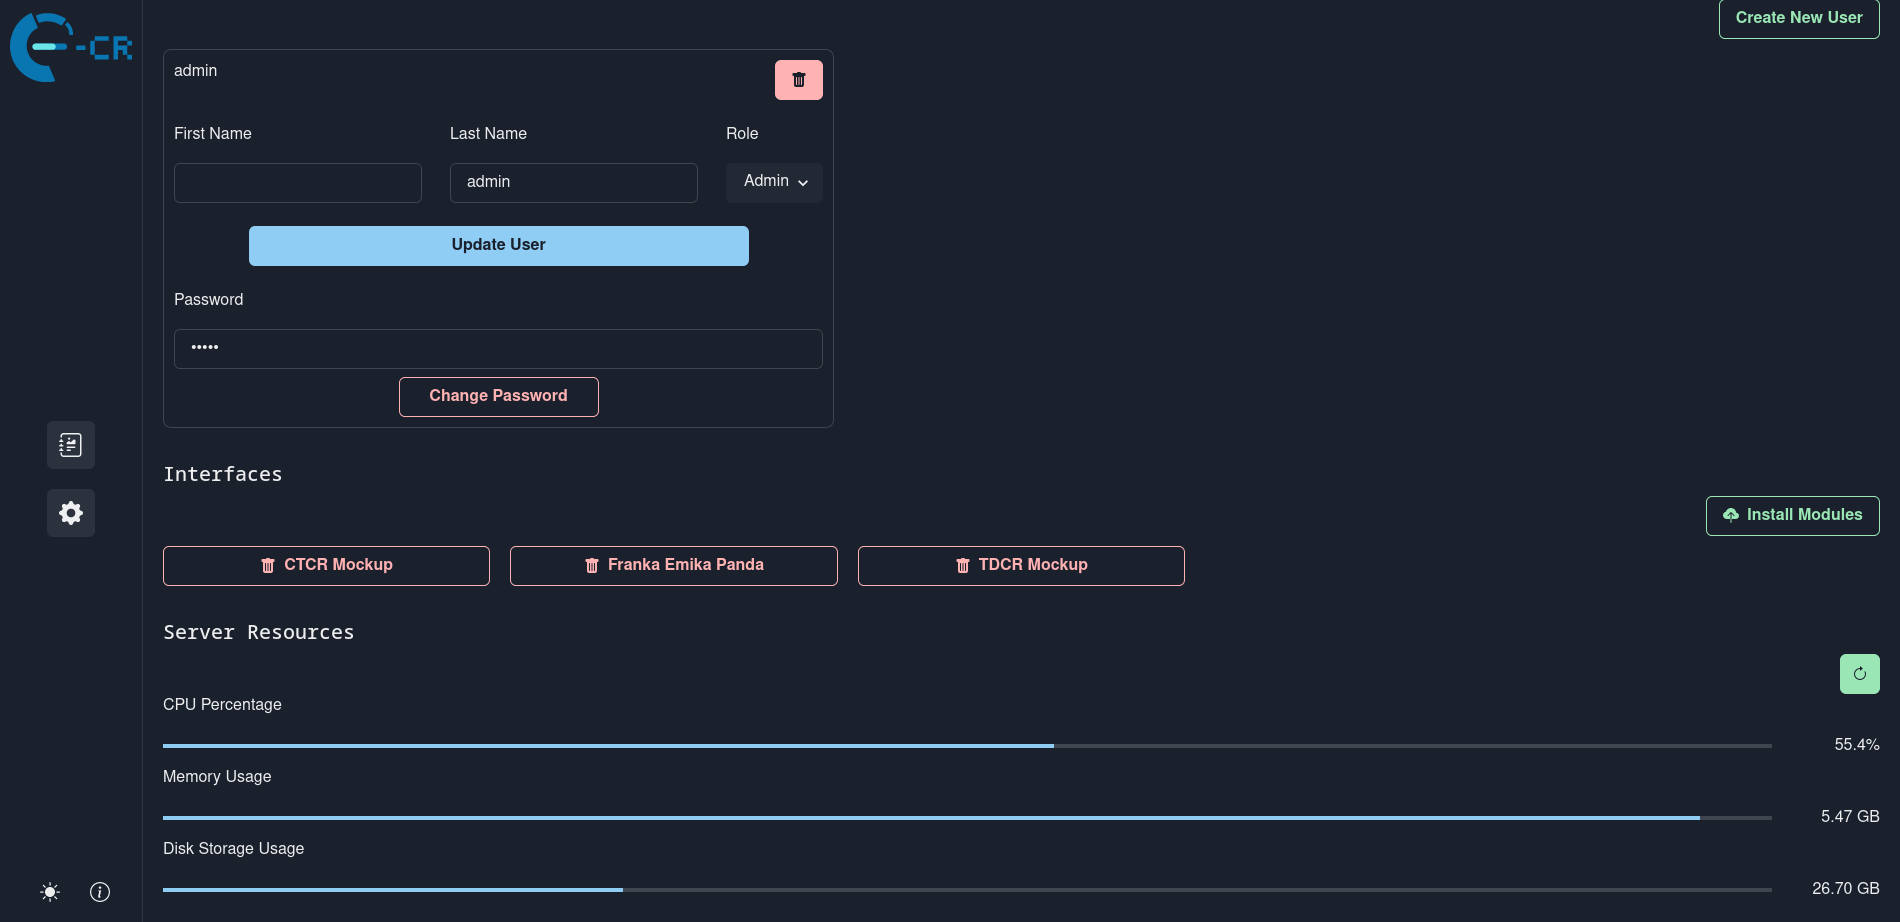 -CR
Create New User
admin
First Name
Last Name
Role
admin
Admin
Update User
Password
•••••
Change Password
Interfaces
Install Modules
CTCR Mockup
Franka Emika Panda
TDCR Mockup
Server Resources
CPU Percentage
55.4%
Memory Usage
5.47 GB
Disk Storage Usage
26.70 GB